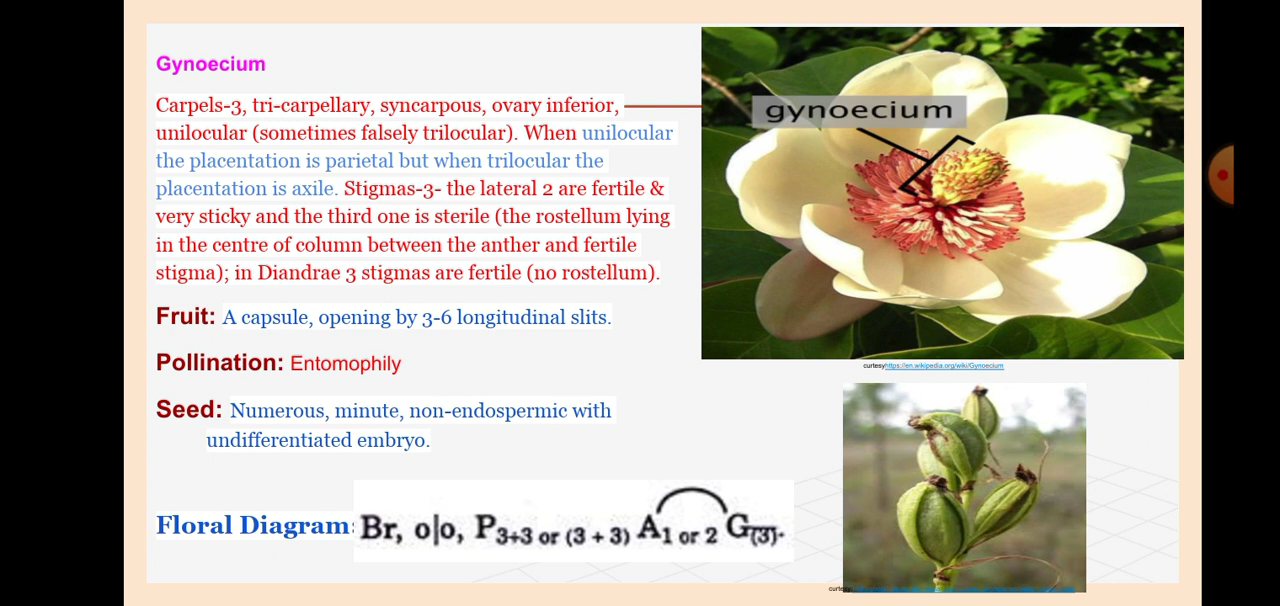 Gynoecium
Carpels-3, tri-carpellary, syncarpous, ovary inferior,
unilocular (sometimes falsely trilocular). When unilocular
the placentation is parietal but when trilocular the
placentation is axile. Stigmas-3- the lateral 2 are fertile &
very sticky and the third one is sterile (the rostellum lying
in the centre of column between the anther and fertile
stigma); in Diandrae 3 stigmas are fertile (no rostellum).
Fruit: A capsule, opening by 3-6 longitudinal slits.
Pollination: Entomophily
Seed: Numerous, minute, non-endospermic with
undifferentiated embryo.
Floral Diagram:
Br, o|o, P3+3 or (3 + 3) A1 or 2 G(3).
gynoecium
curtesyhttps://en.wikipedia.org/wiki/Gynoecium
curtesy